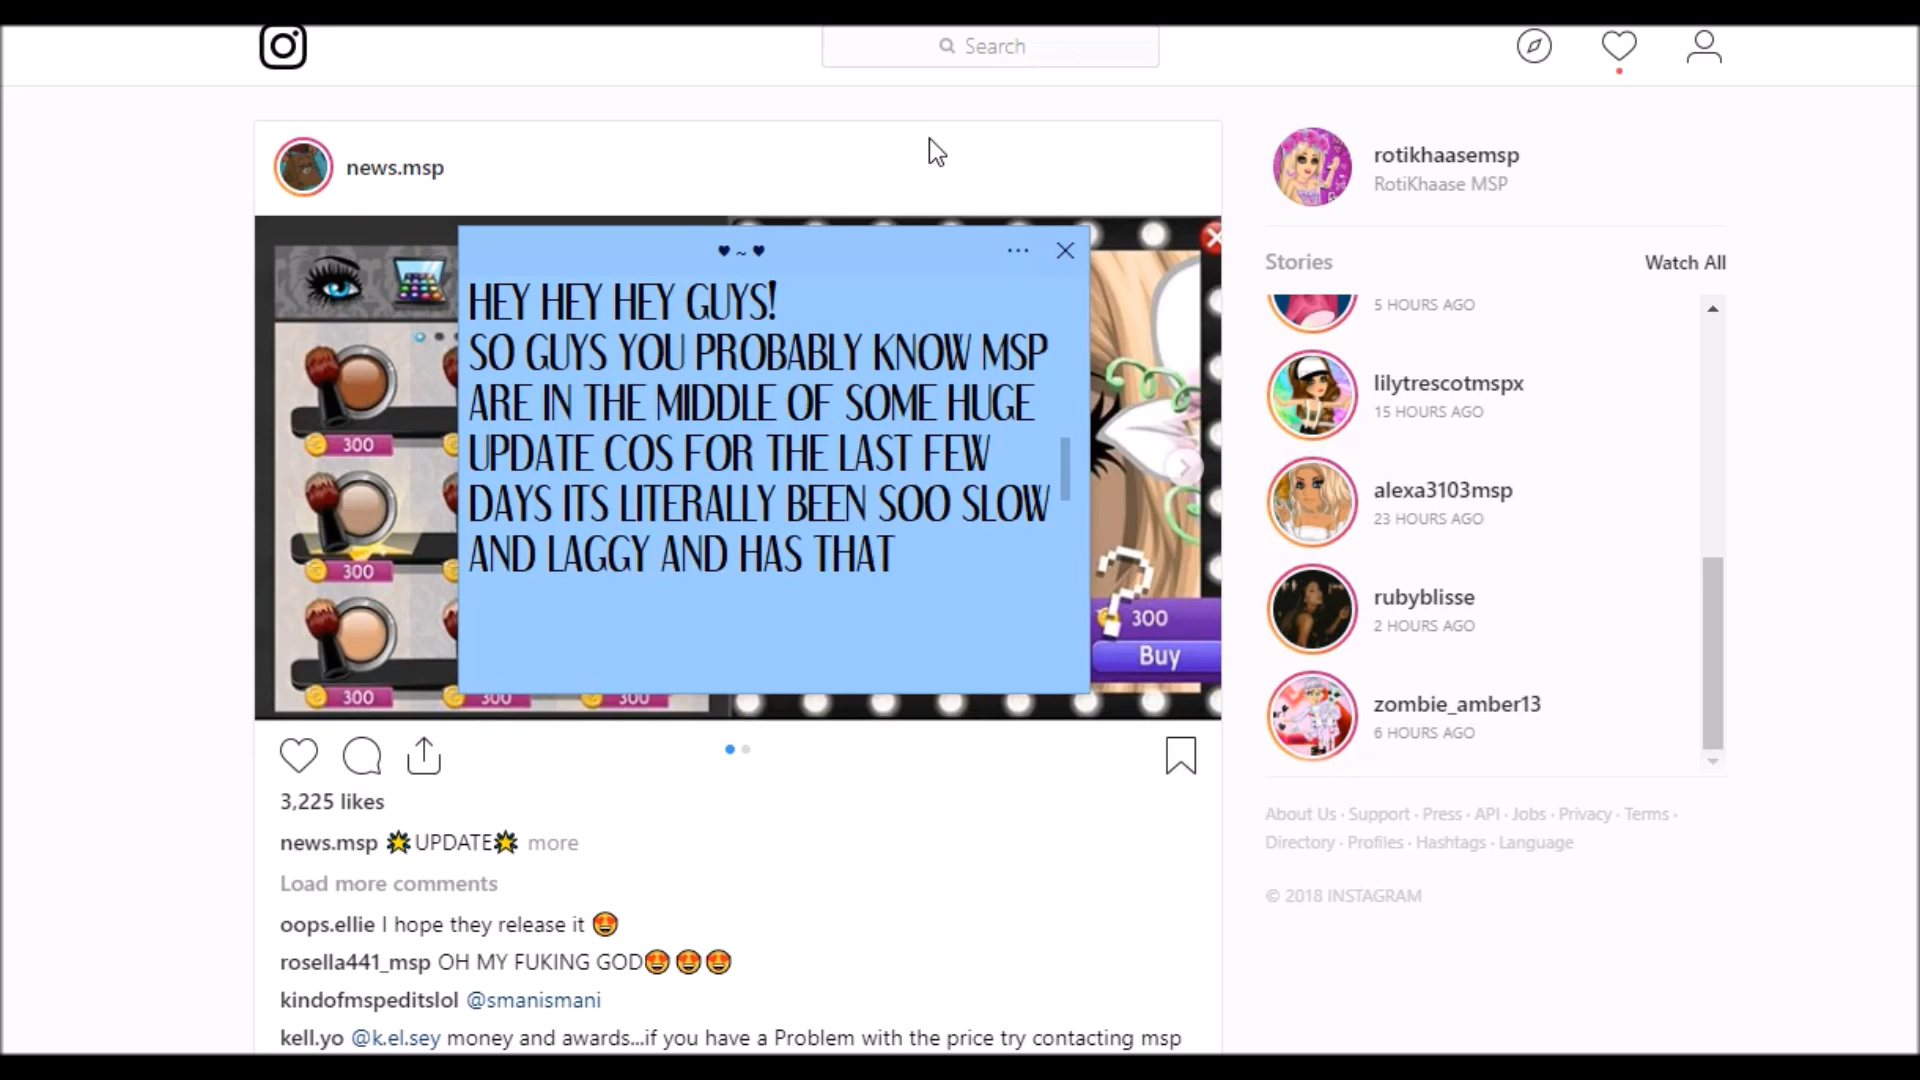 Search
news.msp
rotikhaasemsp
RotiKhaase MSP
Stories
Watch All
5 HOURS AGO
lilytrescotmspx
15 HOURS AGO
alexa3103msp
23 HOURS AGO
rubyblisse
2 HOURS AGO
zombie_amber13
6 HOURS AGO
♥ ~ ♥
HEY HEY HEY GUYS!
SO GUYS YOU PROBABLY KNOW MSP
ARE IN THE MIDDLE OF SOME HUGE
UPDATE COS FOR THE LAST FEW
DAYS ITS LITERALLY BEEN SOO SLOW
AND LAGGY AND HAS THAT
300
300
300
300
300
300
Buy
3,225 likes
news.msp 🌟UPDATE🌟 more
Load more comments
oops.ellie I hope they release it 😍
rosella441_msp OH MY FUKING GOD😍😍😍
kindofmspeditslol @smanismani
kell.yo @k.el.sey money and awards...if you have a Problem with the price try contacting msp
About Us · Support · Press · API · Jobs · Privacy · Terms ·
Directory · Profiles · Hashtags · Language
© 2018 INSTAGRAM